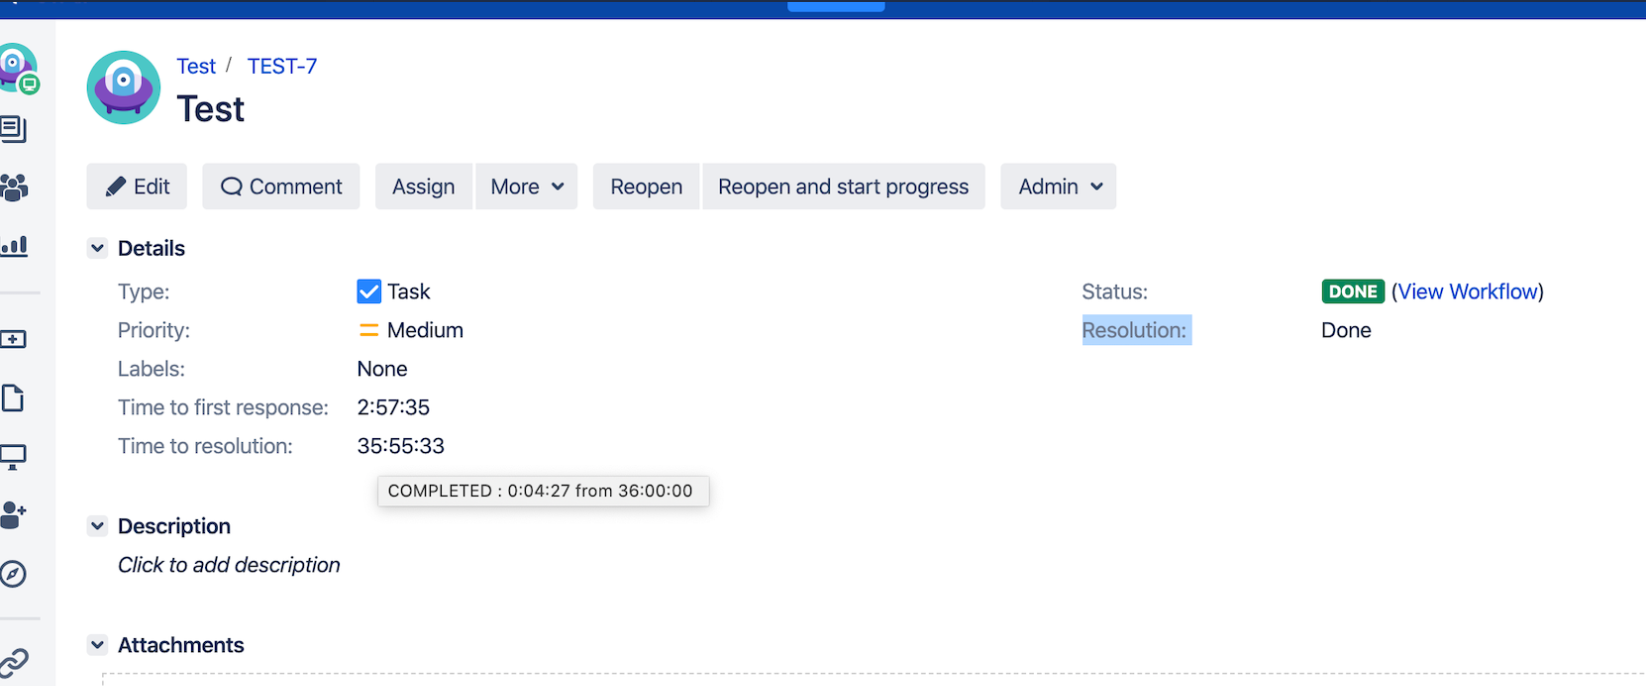 Test / TEST-7
Test
Edit Comment Assign More Reopen Reopen and start progress Admin
Details
Type: Task
Status: DONE (View Workflow)
Priority: Medium
Resolution: Done
Labels: None
Time to first response: 2:57:35
Time to resolution: 35:55:33
COMPLETED : 0:04:27 from 36:00:00
Description
Click to add description
Attachments